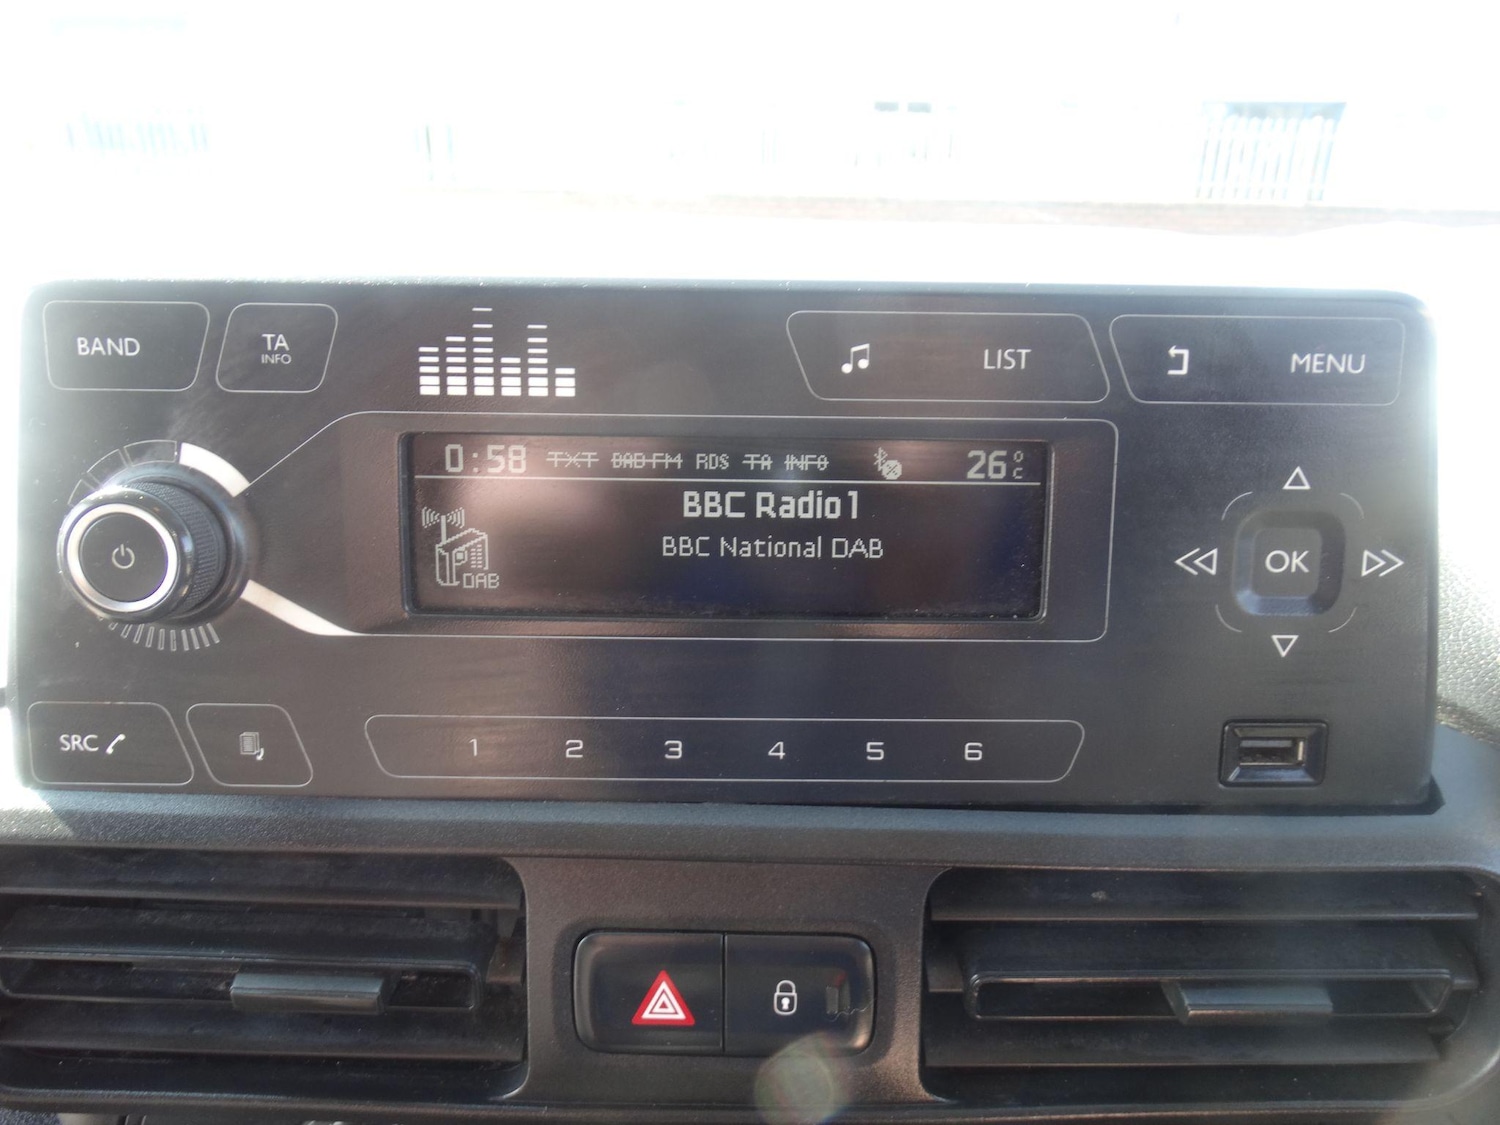 BAND
TA
INFO
LIST
MENU
0:58 TXT DAB-FM RDS TA INFO 26°C
BBC Radio 1
BBC National DAB
DAB
OK
SRC
1 2 3 4 5 6